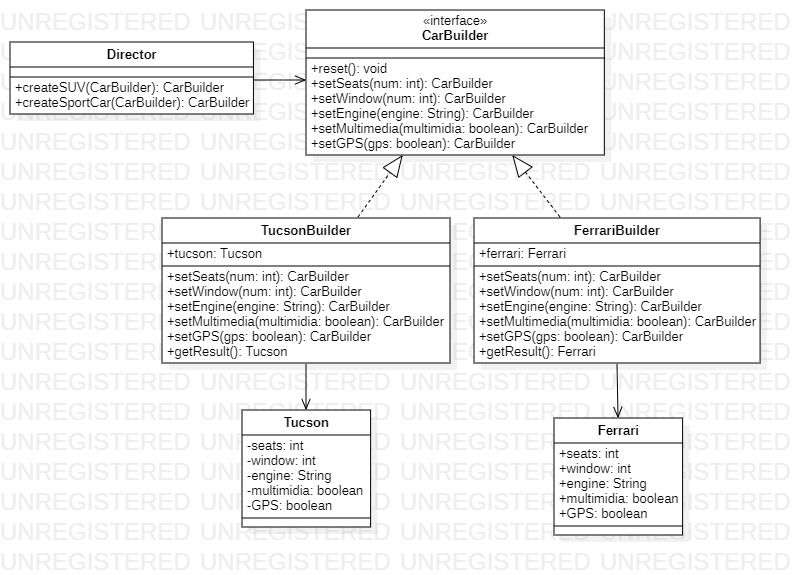 Director
+createSUV(CarBuilder): CarBuilder
+createSportCar(CarBuilder): CarBuilder
«interface»
CarBuilder
+reset(): void
+setSeats(num: int): CarBuilder
+setWindow(num: int): CarBuilder
+setEngine(engine: String): CarBuilder
+setMultimedia(multimidia: boolean): CarBuilder
+setGPS(gps: boolean): CarBuilder
TucsonBuilder
+tucson: Tucson
+setSeats(num: int): CarBuilder
+setWindow(num: int): CarBuilder
+setEngine(engine: String): CarBuilder
+setMultimedia(multimidia: boolean): CarBuilder
+setGPS(gps: boolean): CarBuilder
+getResult(): Tucson
FerrariBuilder
+ferrari: Ferrari
+setSeats(num: int): CarBuilder
+setWindow(num: int): CarBuilder
+setEngine(engine: String): CarBuilder
+setMultimedia(multimidia: boolean): CarBuilder
+setGPS(gps: boolean): CarBuilder
+getResult(): Ferrari
Tucson
-seats: int
-window: int
-engine: String
-multimidia: boolean
-GPS: boolean
Ferrari
+seats: int
+window: int
+engine: String
+multimidia: boolean
+GPS: boolean
UNREGISTERED